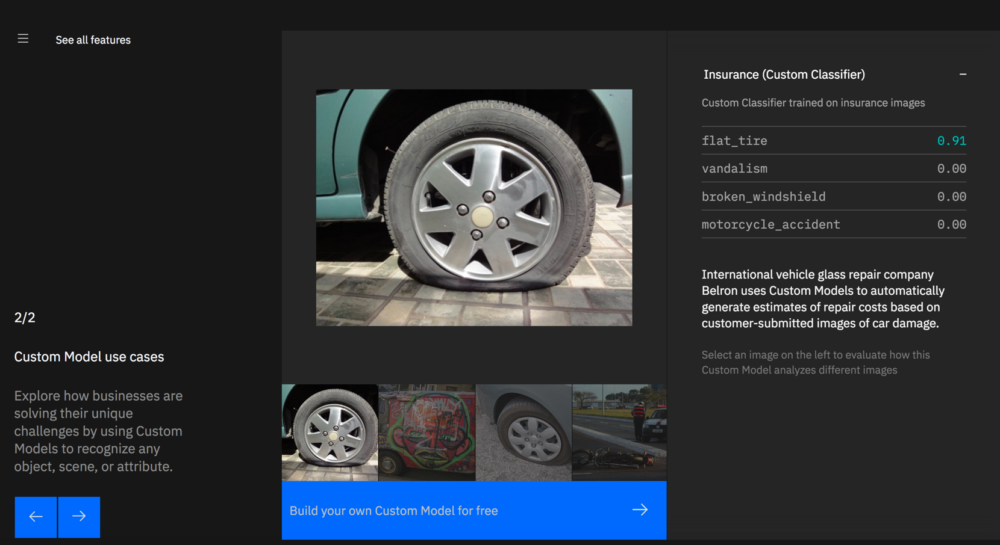 See all features
2/2
Custom Model use cases
Explore how businesses are
solving their unique
challenges by using Custom
Models to recognize any
object, scene, or attribute.
Build your own Custom Model for free
Insurance (Custom Classifier)
Custom Classifier trained on insurance images
flat_tire 0.91
vandalism 0.00
broken_windshield 0.00
motorcycle_accident 0.00
International vehicle glass repair company
Belron uses Custom Models to automatically
generate estimates of repair costs based on
customer-submitted images of car damage.
Select an image on the left to evaluate how this
Custom Model analyzes different images